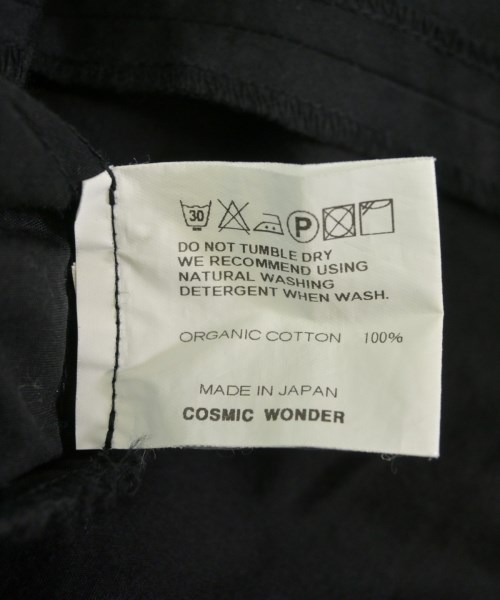 30
P
DO NOT TUMBLE DRY
WE RECOMMEND USING
NATURAL WASHING
DETERGENT WHEN WASH.
ORGANIC COTTON 100%
MADE IN JAPAN
COSMIC WONDER